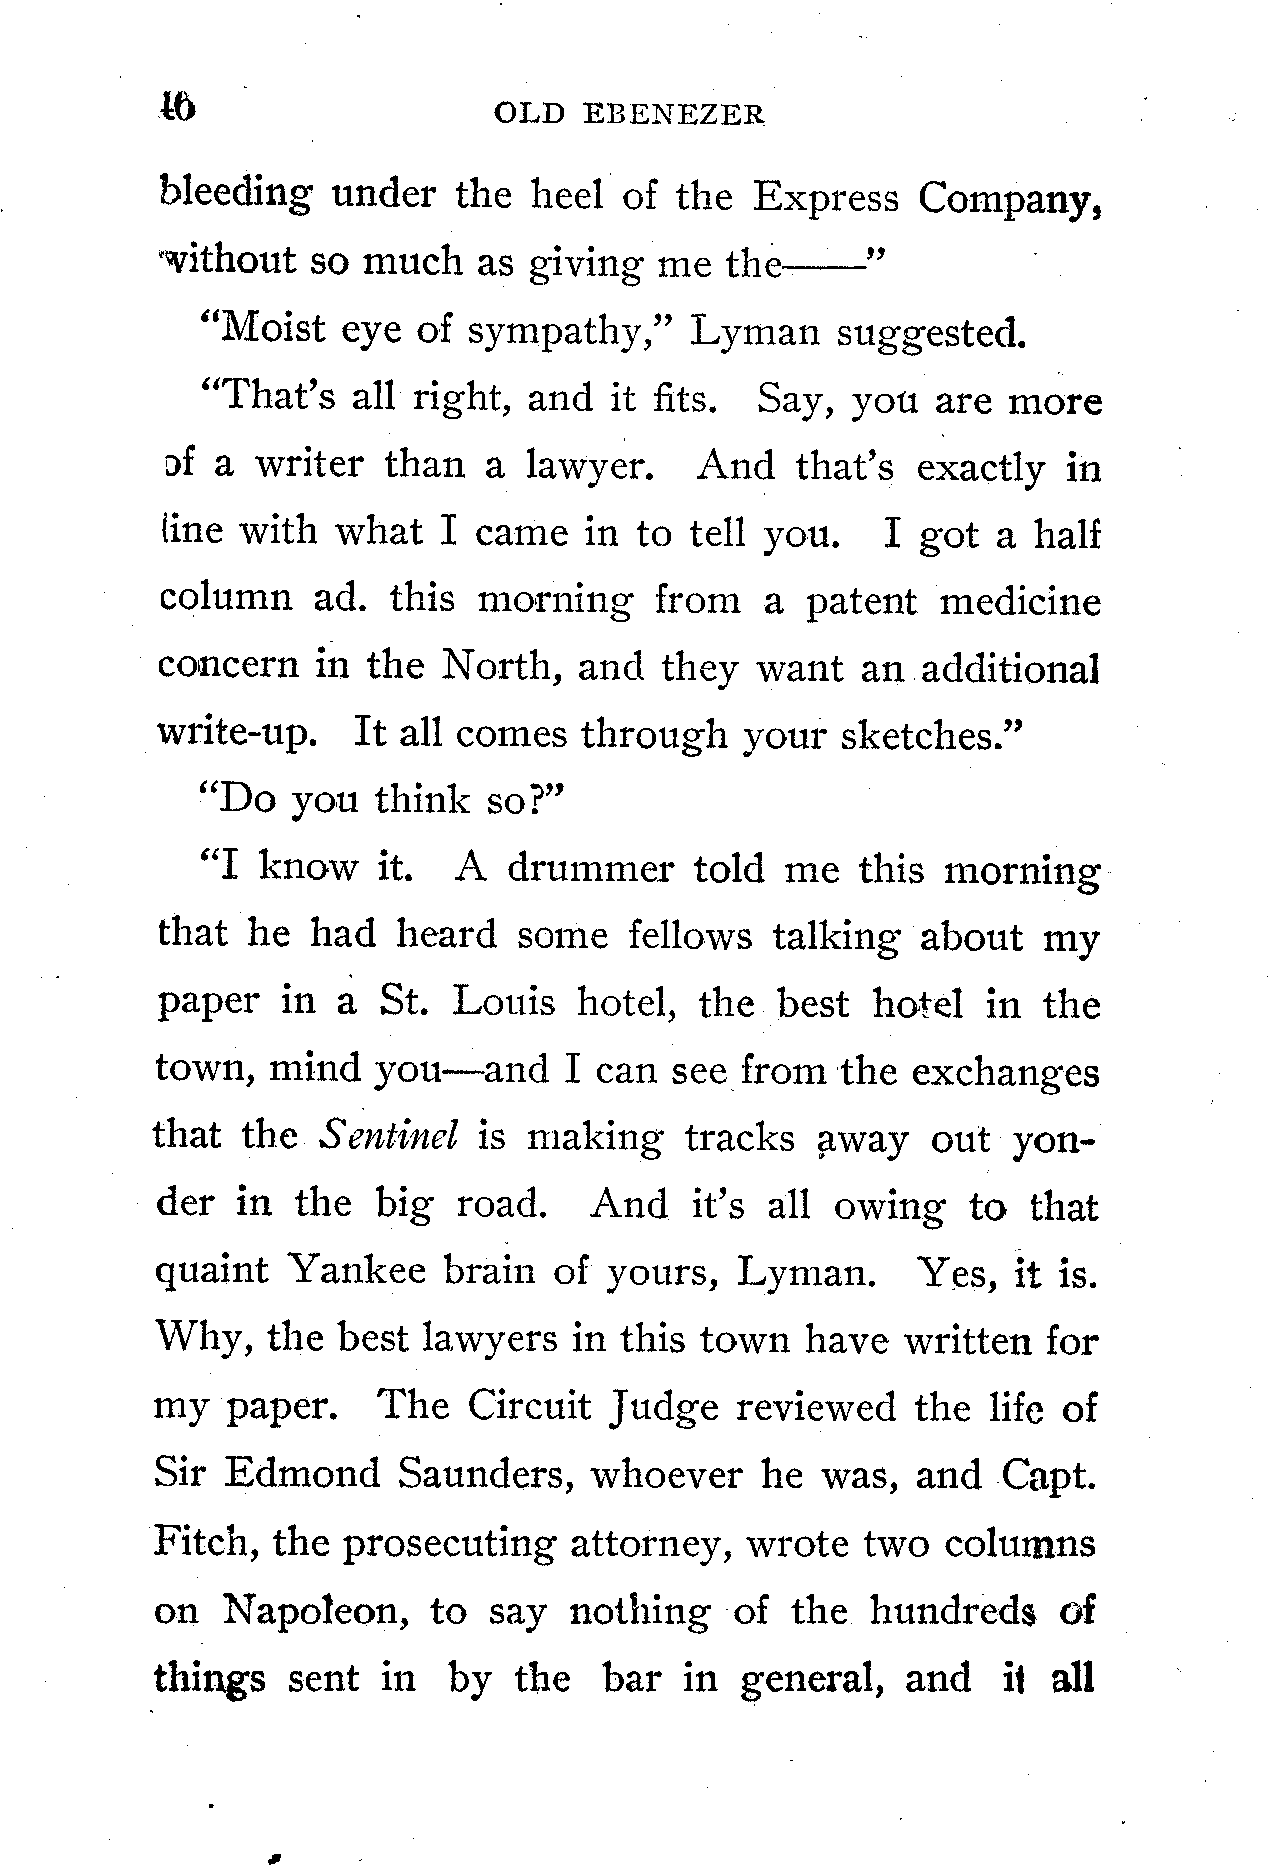 16 OLD EBENEZER
bleeding under the heel of the Express Company,
without so much as giving me the——"
"Moist eye of sympathy," Lyman suggested.
"That's all right, and it fits. Say, you are more
of a writer than a lawyer. And that's exactly in
line with what I came in to tell you. I got a half
column ad. this morning from a patent medicine
concern in the North, and they want an additional
write-up. It all comes through your sketches."
"Do you think so?"
"I know it. A drummer told me this morning
that he had heard some fellows talking about my
paper in a St. Louis hotel, the best hotel in the
town, mind you—and I can see from the exchanges
that the Sentinel is making tracks away out yon-
der in the big road. And it's all owing to that
quaint Yankee brain of yours, Lyman. Yes, it is.
Why, the best lawyers in this town have written for
my paper. The Circuit Judge reviewed the life of
Sir Edmond Saunders, whoever he was, and Capt.
Fitch, the prosecuting attorney, wrote two columns
on Napoleon, to say nothing of the hundreds of
things sent in by the bar in general, and it all